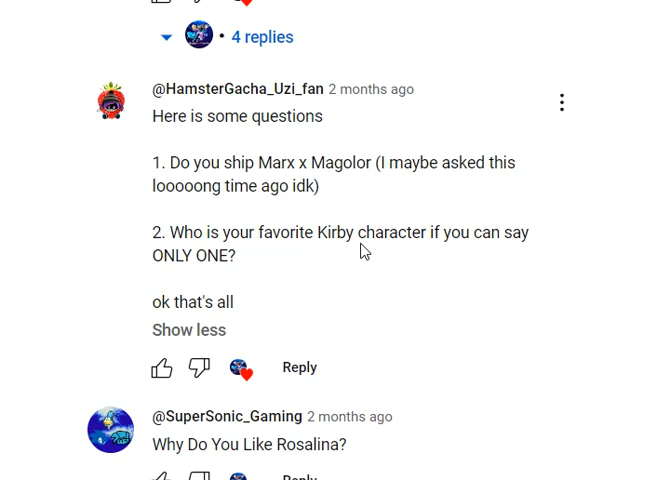 4 replies
@HamsterGacha_Uzi_fan 2 months ago
Here is some questions
1. Do you ship Marx x Magolor (I maybe asked this
looooong time ago idk)
2. Who is your favorite Kirby character if you can say
ONLY ONE?
ok that's all
Show less
Reply
@SuperSonic_Gaming 2 months ago
Why Do You Like Rosalina?
Reply